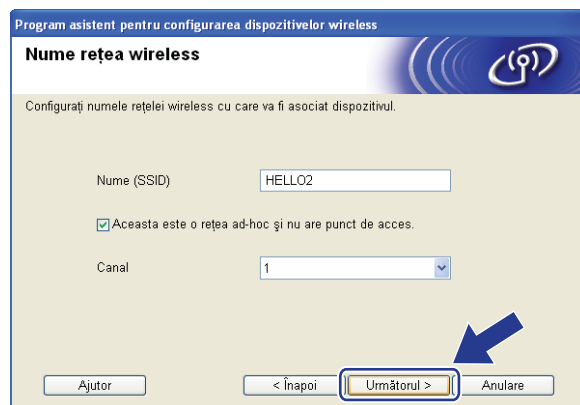 Program asistent pentru configurarea dispozitivelor wireless
Nume rețea wireless
Configurați numele rețelei wireless cu care va fi asociat dispozitivul.
Nume (SSID) HELLO2
Aceasta este o rețea ad-hoc şi nu are punct de acces.
Canal 1
Ajutor < Înapoi Următorul > Anulare